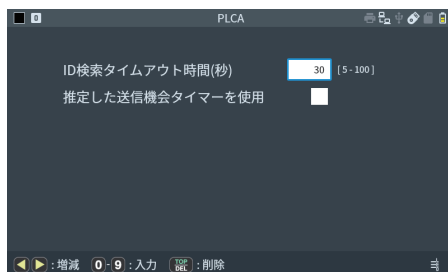 0 PLCA
ID検索タイムアウト時間(秒) 30 [ 5 - 100 ]
推定した送信機会タイマーを使用
:増減 0-9:入力 TOP DEL:削除